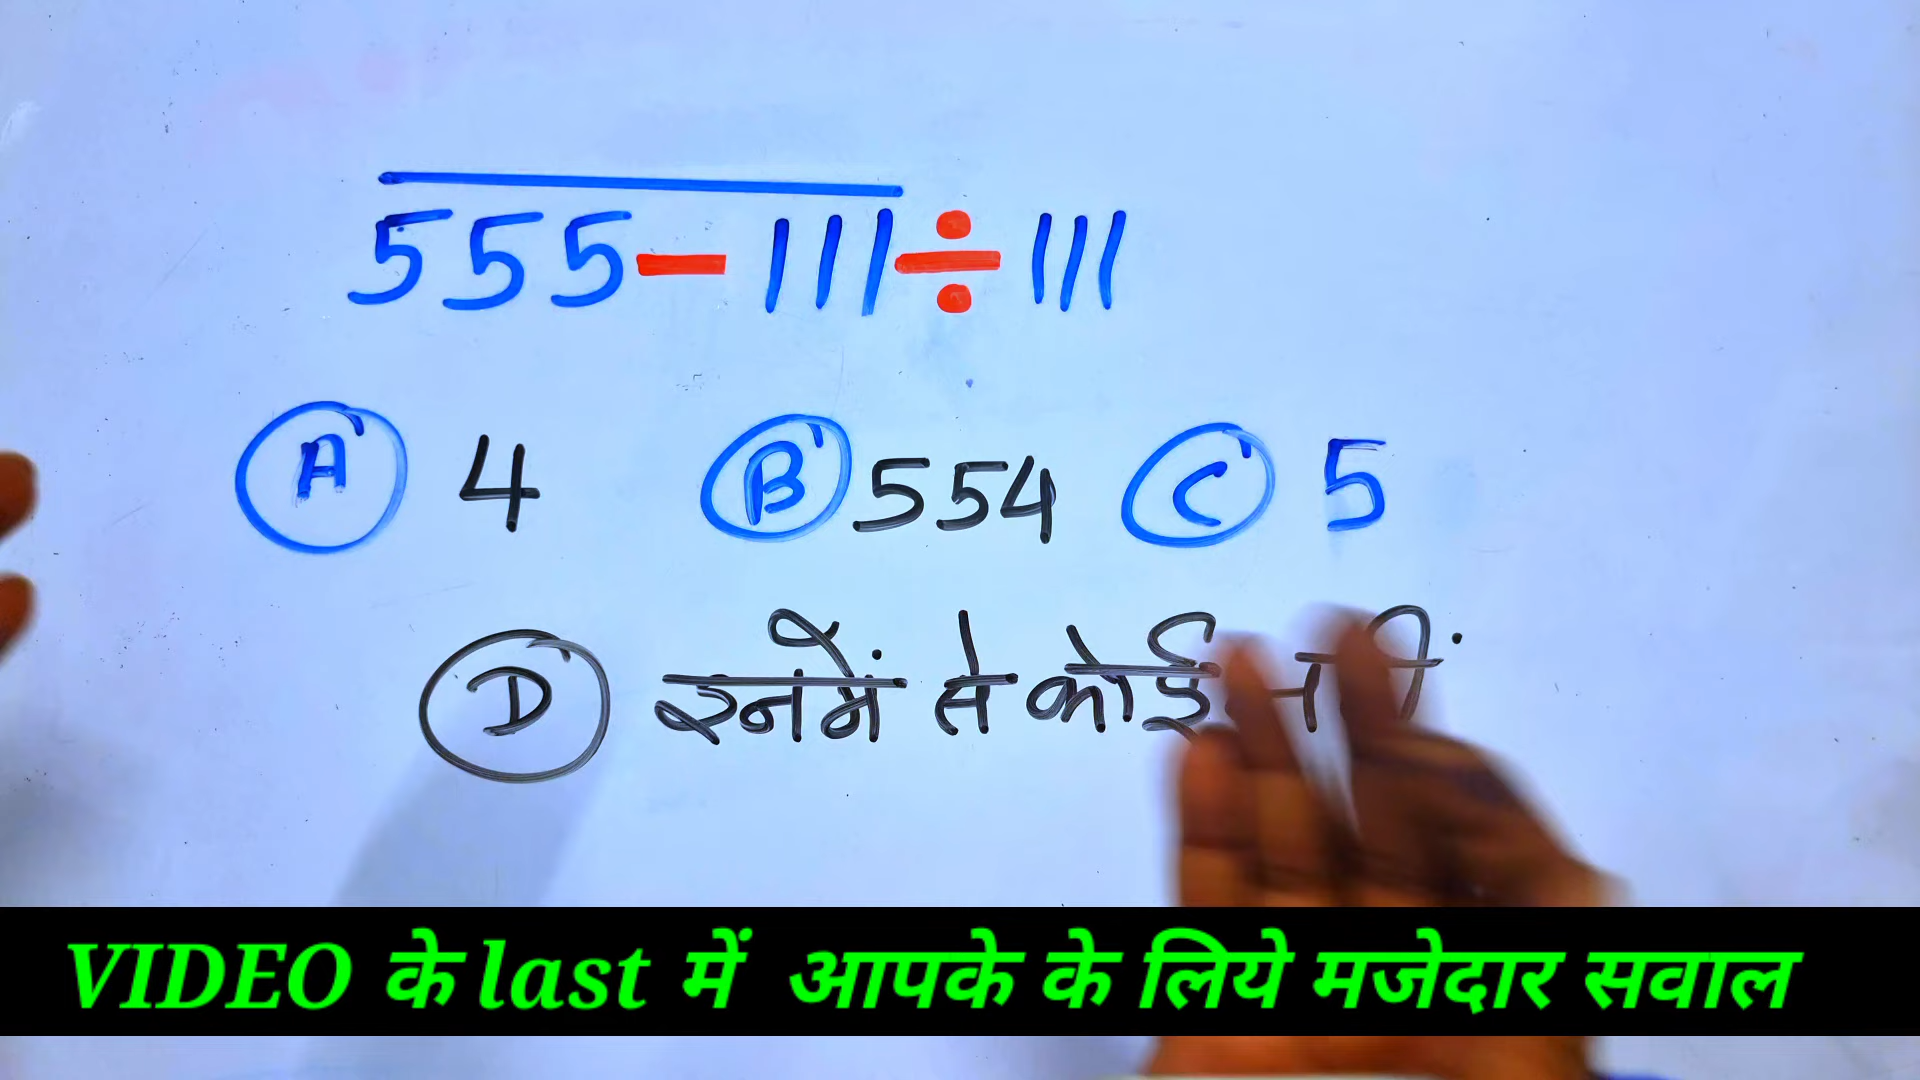 555-111÷111
A 4 B 554 C 5
D इनमें से कोई
VIDEO के last में आपके के लिये मजेदार सवाल